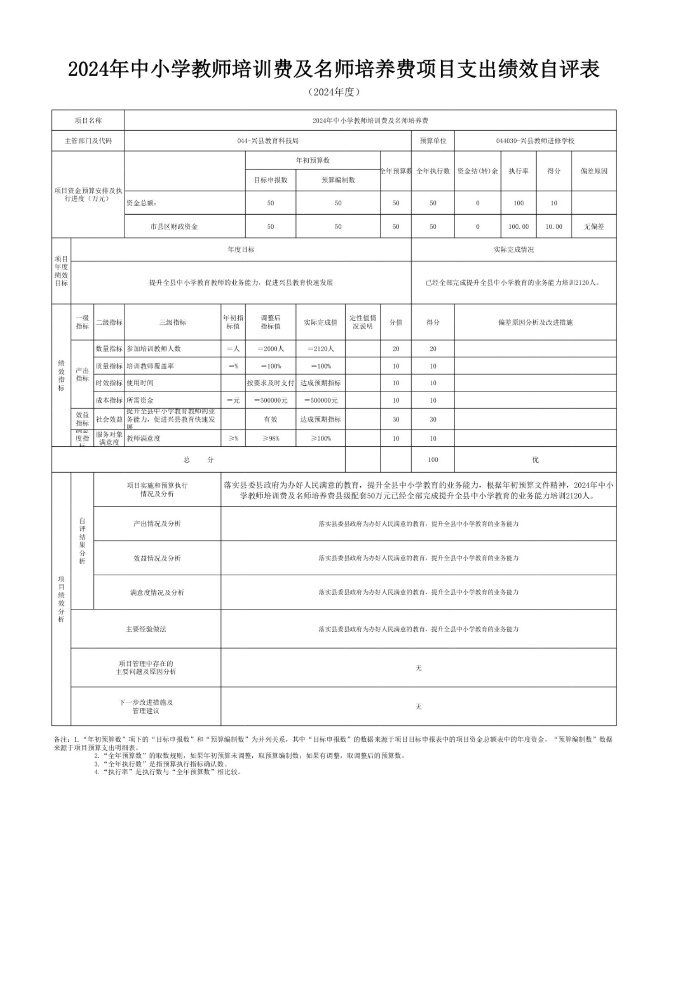 2024年中小学教师培训费及名师培养费项目支出绩效自评表
（2024年度）
项目名称 2024年中小学教师培训费及名师培养费
主管部门及代码 044-兴县教育科技局 预算单位 044030-兴县教师进修学校
项目资金预算安排及执
行进度（万元）
年初预算数
全年预算数 全年执行数 资金结(转)余 执行率 得分 偏差原因
目标申报数 预算编制数
资金总额： 50 50 50 50 0 100 10
市县区财政资金 50 50 50 50 0 100.00 10.00 无偏差
项目
年度
绩效
目标
年度目标 实际完成情况
提升全县中小学教育教师的业务能力，促进兴县教育快速发展 已经全部完成提升全县中小学教育的业务能力培训2120人。
绩
效
指
标
一级
指标
二级指标 三级指标
年初指
标值
调整后
指标值
实际完成值
定性值情
况说明
分值 得分 偏差原因分析及改进措施
产出
指标
数量指标 参加培训教师人数 ＝人 ＝2000人 ＝2120人 20 20
质量指标 培训教师覆盖率 ＝% ＝100% ＝100% 10 10
时效指标 使用时间 按要求及时支付 达成预期指标 10 10
成本指标 所需资金 ＝元 ＝500000元 ＝500000元 10 10
效益
指标
社会效益
提升全县中小学教育教师的业
务能力，促进兴县教育快速发
展
有效 达成预期指标 30 30
满意
度指
标
服务对象
满意度
教师满意度 ≥% ≥98% ≥100% 10 10
总 分 100 优
项
目
绩
效
分
析
自
评
结
果
分
析
项目实施和预算执行
情况及分析
落实县委县政府为办好人民满意的教育，提升全县中小学教育的业务能力，根据年初预算文件精神，2024年中小
学教师培训费及名师培养费县级配套50万元已经全部完成提升全县中小学教育的业务能力培训2120人。
产出情况及分析 落实县委县政府为办好人民满意的教育，提升全县中小学教育的业务能力
效益情况及分析 落实县委县政府为办好人民满意的教育，提升全县中小学教育的业务能力
满意度情况及分析 落实县委县政府为办好人民满意的教育，提升全县中小学教育的业务能力
主要经验做法 落实县委县政府为办好人民满意的教育，提升全县中小学教育的业务能力
项目管理中存在的
主要问题及原因分析
无
下一步改进措施及
管理建议
无
备注：1.“年初预算数”项下的“目标申报数”和“预算编制数”为并列关系，其中“目标申报数”的数据来源于项目目标申报表中的项目资金总额表中的年度资金，“预算编制数”数据
来源于项目预算支出明细表。
2.“全年预算数”的取数规则，如果年初预算未调整，取预算编制数；如果有调整，取调整后的预算数。
3.“全年执行数”是指预算执行指标确认数。
4.“执行率”是执行数与“全年预算数”相比较。